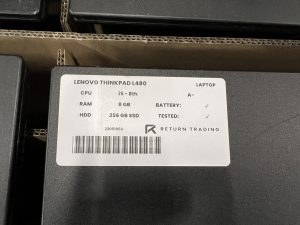 LENOVO THINKPAD L480 LAPTOP
CPU i5 - 8th A-
RAM 8 GB BATTERY: ✓
HDD 256 GB SSD TESTED: ✓
RETURN TRADING